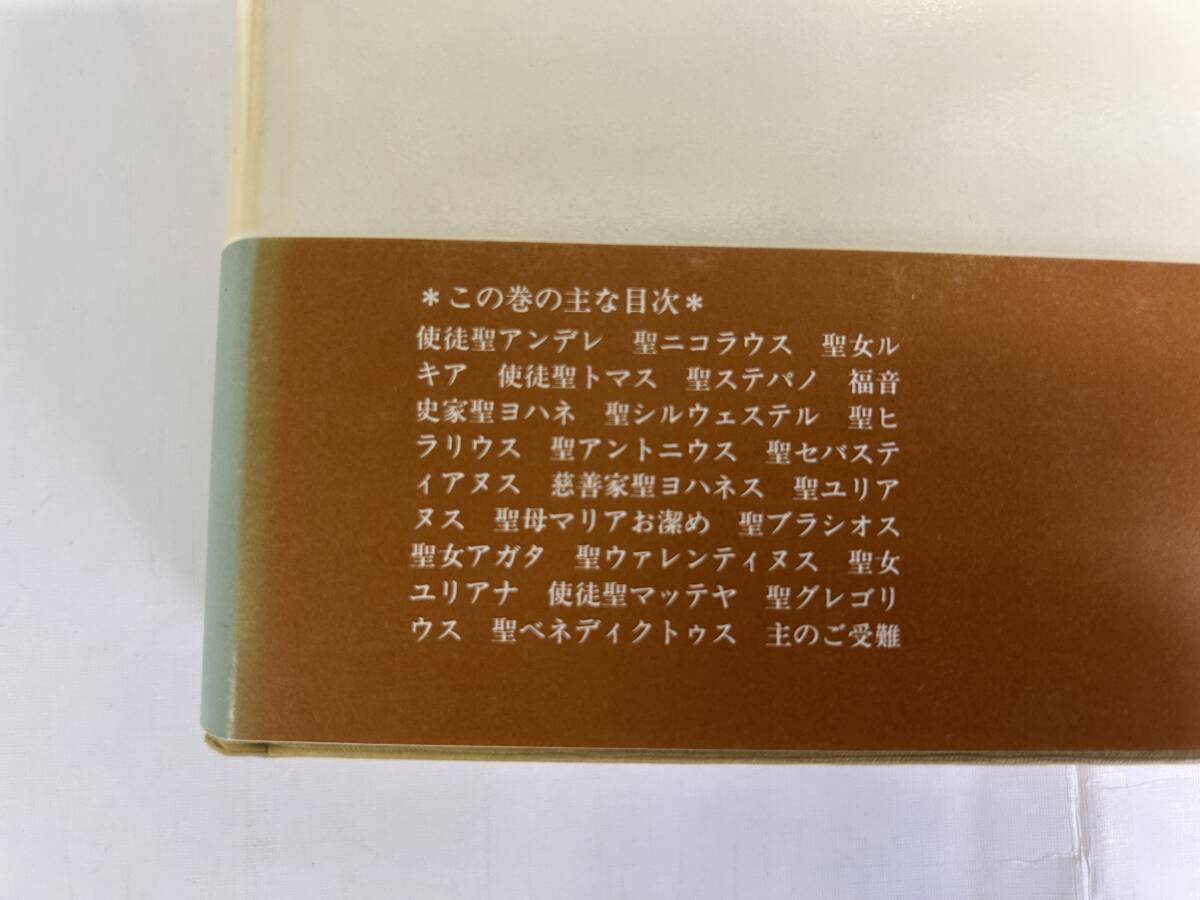 ＊この巻の主な目次＊
使徒聖アンデレ　聖ニコラウス　聖女ル
キア　使徒聖トマス　聖ステパノ　福音
史家聖ヨハネ　聖シルウェステル　聖ヒ
ラリウス　聖アントニウス　聖セバステ
ィアヌス　慈善家聖ヨハネス　聖ユリア
ヌス　聖母マリアお潔め　聖ブラシオス
聖女アガタ　聖ウァレンティヌス　聖女
ユリアナ　使徒聖マッテヤ　聖グレゴリ
ウス　聖ベネディクトゥス　主のご受難